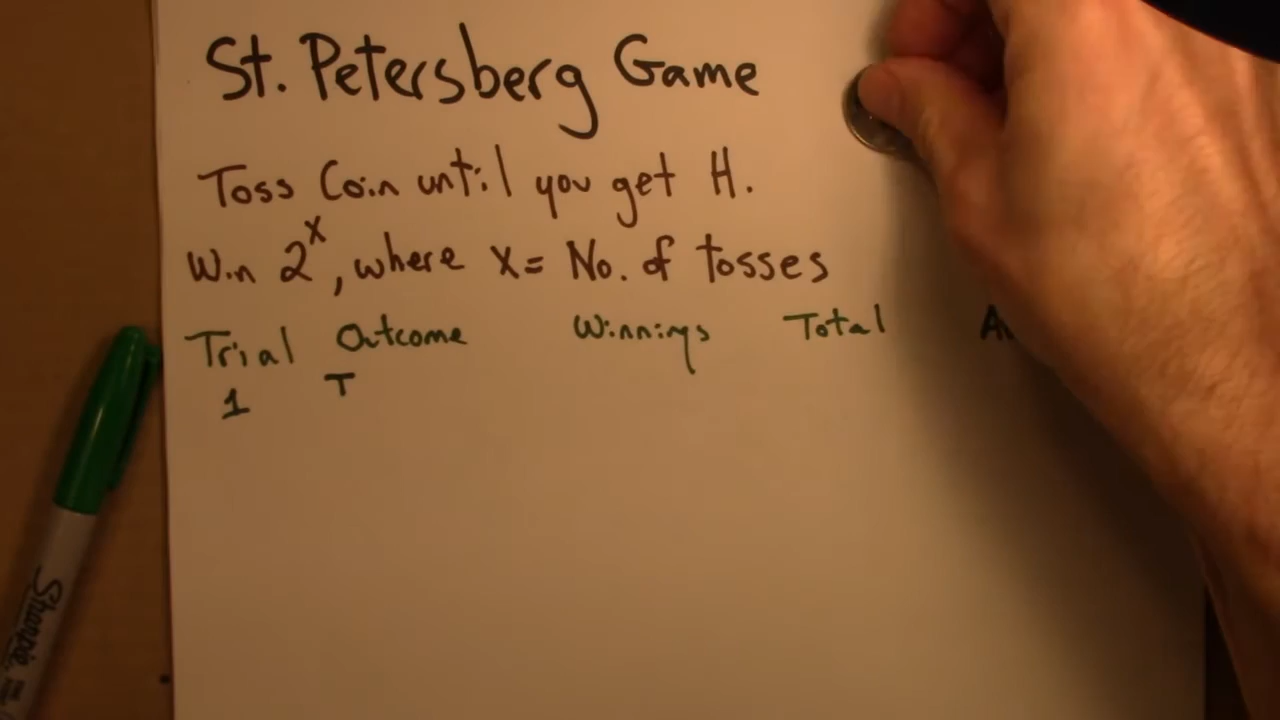 St. Petersberg Game
Toss Coin until you get H.
Win 2^x, where x = No. of tosses
Trial Outcome Winnings Total
1 T
Sharpie